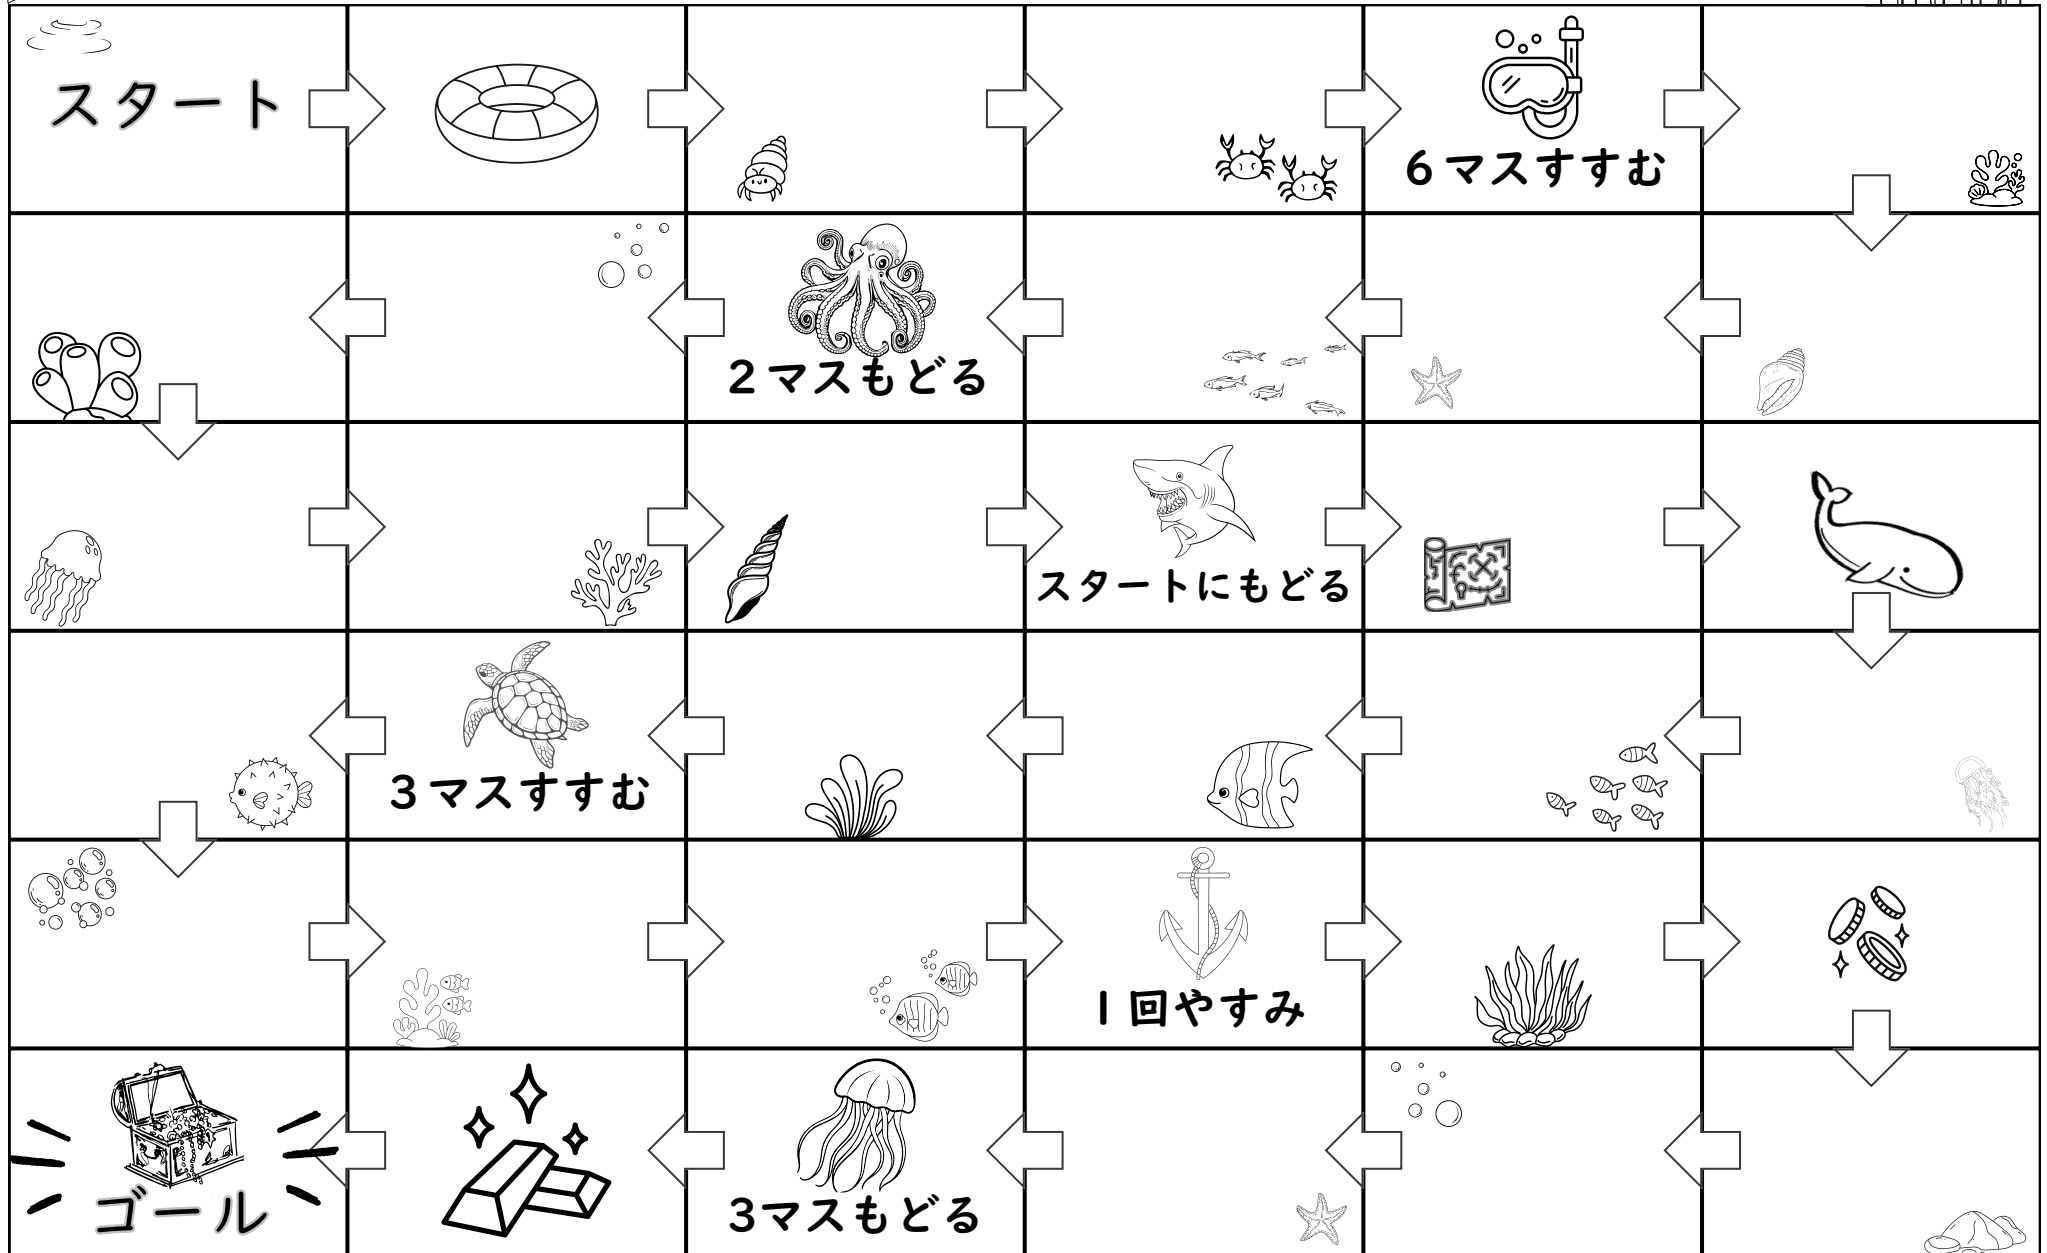 スタート
6マスすすむ
2マスもどる
スタートにもどる
3マスすすむ
1回やすみ
ゴール
3マスもどる